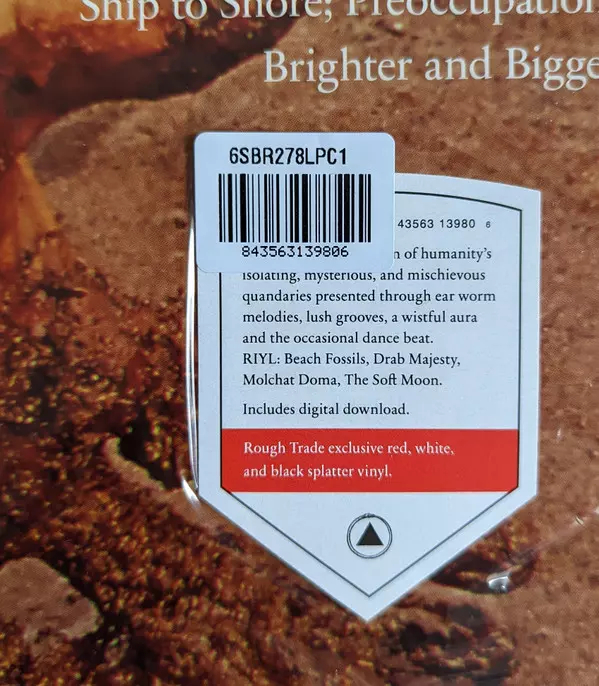 Ship to Shore; Preoccupation
Brighter and Bigge
6SBR278LPC1
843563139806
43563 13980 6
n of humanity's
isolating, mysterious, and mischievous
quandaries presented through ear worm
melodies, lush grooves, a wistful aura
and the occasional dance beat.
RIYL: Beach Fossils, Drab Majesty,
Molchat Doma, The Soft Moon.
Includes digital download.
Rough Trade exclusive red, white,
and black splatter vinyl.